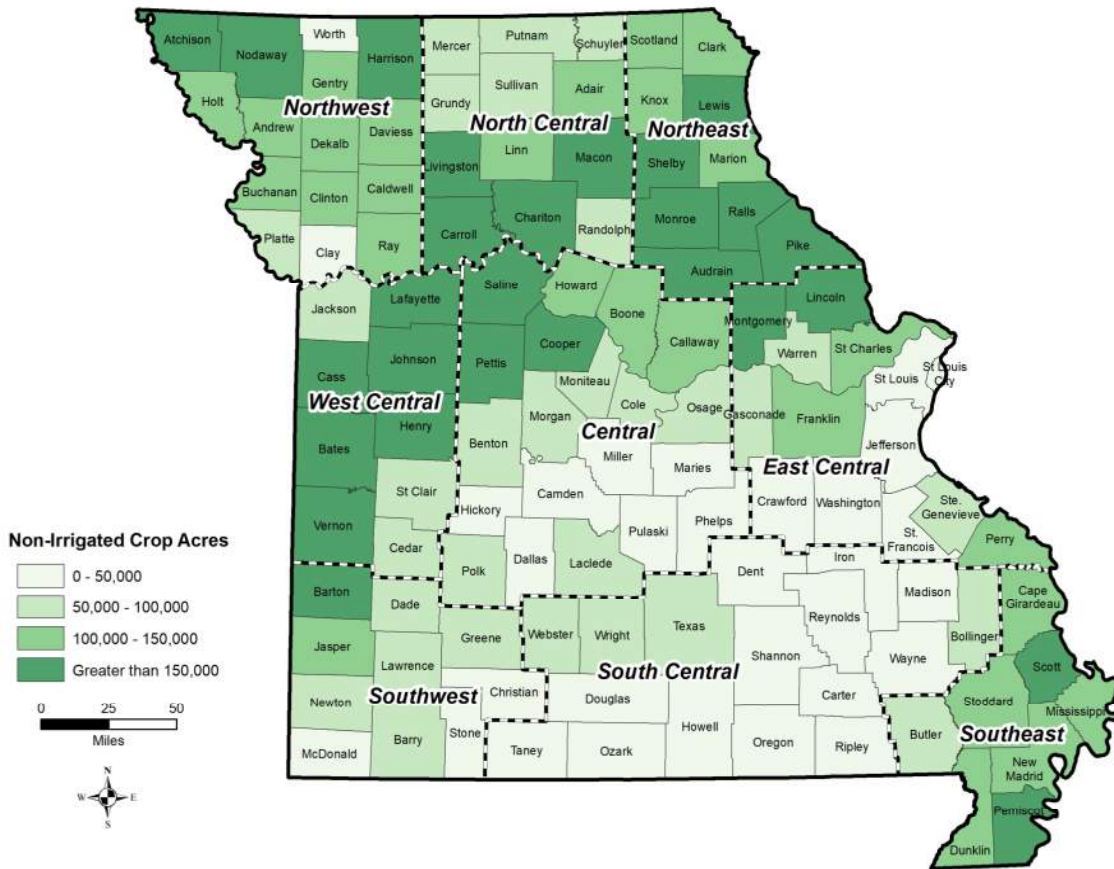 Atchison
Nodaway
Worth
Harrison
Mercer
Putnam
Schuyler
Scotland
Clark
Holt
Gentry
Northwest
Andrew
Dekalb
Daviess
Grundy
Sullivan
Adair
North Central
Knox
Lewis
Northeast
Buchanan
Clinton
Caldwell
Livingston
Linn
Macon
Shelby
Marion
Platte
Clay
Ray
Carroll
Chariton
Randolph
Monroe
Ralls
Pike
Audrain
Jackson
Lafayette
Saline
Howard
Boone
Callaway
Montgomery
Lincoln
Cass
Johnson
Pettis
Cooper
Moniteau
Warren
St Charles
St Louis
St Louis
City
West Central
Bates
Henry
Benton
Morgan
Cole
Osage
Gasconade
Franklin
Jefferson
Central
Miller
Maries
East Central
Vernon
St Clair
Hickory
Camden
Pulaski
Phelps
Crawford
Washington
Ste.
Genevieve
St.
Francois
Perry
Cedar
Polk
Dallas
Laclede
Dent
Iron
Madison
Bollinger
Cape
Girardeau
Barton
Dade
Greene
Webster
Wright
Texas
Reynolds
Wayne
Scott
Jasper
Lawrence
Southwest
Christian
Douglas
South Central
Shannon
Carter
Stoddard
Mississippi
Southeast
Newton
McDonald
Barry
Stone
Taney
Ozark
Howell
Oregon
Ripley
Butler
New
Madrid
Pemiscot
Dunklin
Non-Irrigated Crop Acres
0 - 50,000
50,000 - 100,000
100,000 - 150,000
Greater than 150,000
0 25 50
Miles
N
W E
S